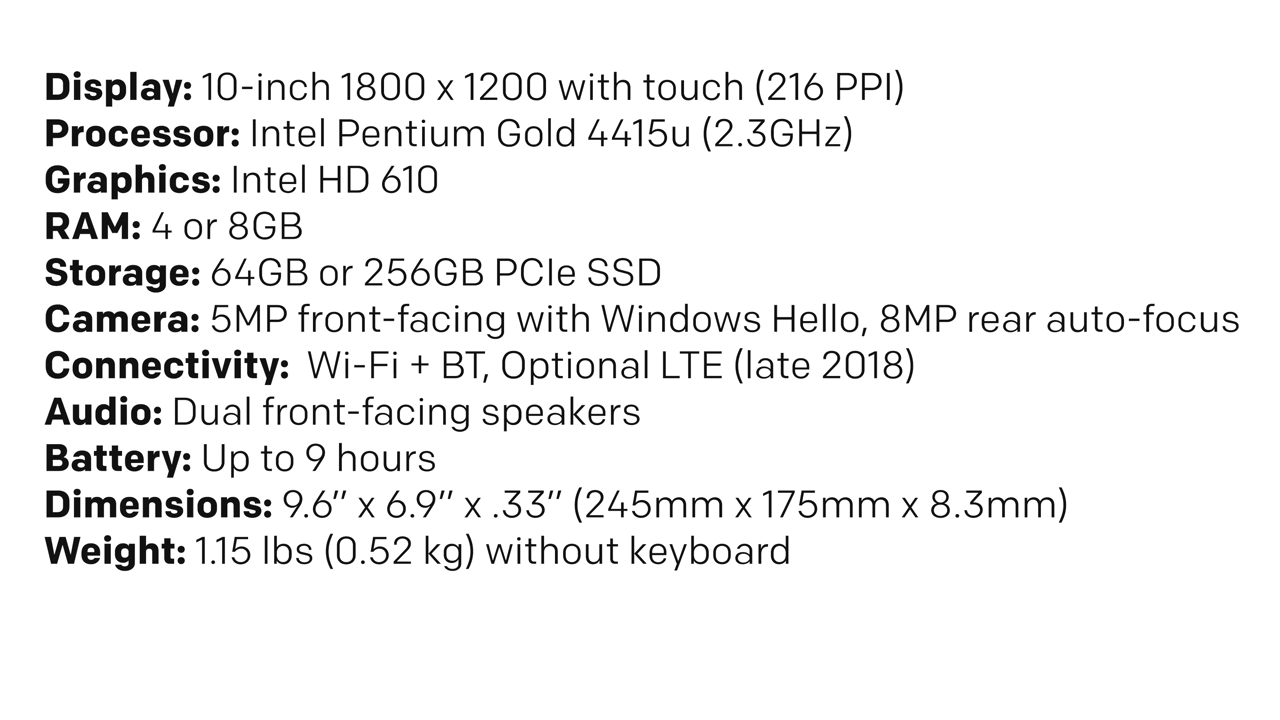 Display: 10-inch 1800 x 1200 with touch (216 PPI)
Processor: Intel Pentium Gold 4415u (2.3GHz)
Graphics: Intel HD 610
RAM: 4 or 8GB
Storage: 64GB or 256GB PCIe SSD
Camera: 5MP front-facing with Windows Hello, 8MP rear auto-focus
Connectivity:  Wi-Fi + BT, Optional LTE (late 2018)
Audio: Dual front-facing speakers
Battery: Up to 9 hours
Dimensions: 9.6” x 6.9” x .33” (245mm x 175mm x 8.3mm)
Weight: 1.15 lbs (0.52 kg) without keyboard